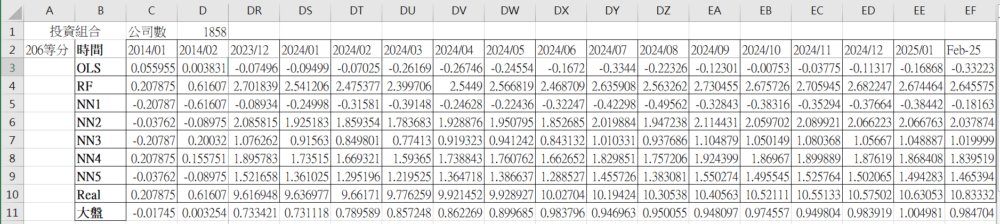 A B C D DR DS DT DU DV DW DX DY DZ EA EB EC ED EE EF
1 投資組合 公司數 1858
2 206等分 時間 2014/01 2014/02 2023/12 2024/01 2024/02 2024/03 2024/04 2024/05 2024/06 2024/07 2024/08 2024/09 2024/10 2024/11 2024/12 2025/01 Feb-25
3 OLS 0.055955 0.003831 -0.07496 -0.09499 -0.07025 -0.26169 -0.26746 -0.24554 -0.1672 -0.3344 -0.22326 -0.12301 -0.00753 -0.03775 -0.11317 -0.16868 -0.33223
4 RF 0.207875 0.61607 2.701839 2.541206 2.475377 2.399706 2.5449 2.566819 2.468709 2.635908 2.563262 2.730455 2.675726 2.705945 2.682247 2.674464 2.645575
5 NN1 -0.20787 -0.61607 -0.08934 -0.24998 -0.31581 -0.39148 -0.24628 -0.22436 -0.32247 -0.42298 -0.49562 -0.32843 -0.38316 -0.35294 -0.37664 -0.38442 -0.18163
6 NN2 -0.03762 -0.08975 2.085815 1.925183 1.859354 1.783683 1.928876 1.950795 1.852685 2.019884 1.947238 2.114431 2.059702 2.089921 2.066223 2.066763 2.037874
7 NN3 -0.20787 0.20032 1.076262 0.91563 0.849801 0.77413 0.919323 0.941242 0.843132 1.010331 0.937686 1.104879 1.050149 1.080368 1.05667 1.048887 1.019999
8 NN4 0.207875 0.155751 1.895783 1.73515 1.669321 1.59365 1.738843 1.760762 1.662652 1.829851 1.757206 1.924399 1.86967 1.899889 1.87619 1.868408 1.839519
9 NN5 -0.03762 -0.08975 1.521658 1.361025 1.295196 1.219525 1.364718 1.386637 1.288527 1.455726 1.383081 1.550274 1.495545 1.525764 1.502065 1.494283 1.465394
10 Real 0.207875 0.61607 9.616948 9.636977 9.66171 9.776259 9.921452 9.928927 10.02704 10.19424 10.30538 10.40563 10.52111 10.55133 10.57502 10.63053 10.83332
11 大盤 -0.01745 0.003254 0.733421 0.731118 0.789589 0.857248 0.862269 0.899685 0.983796 0.946963 0.950055 0.948097 0.974557 0.949804 0.983919 1.004981 0.984704